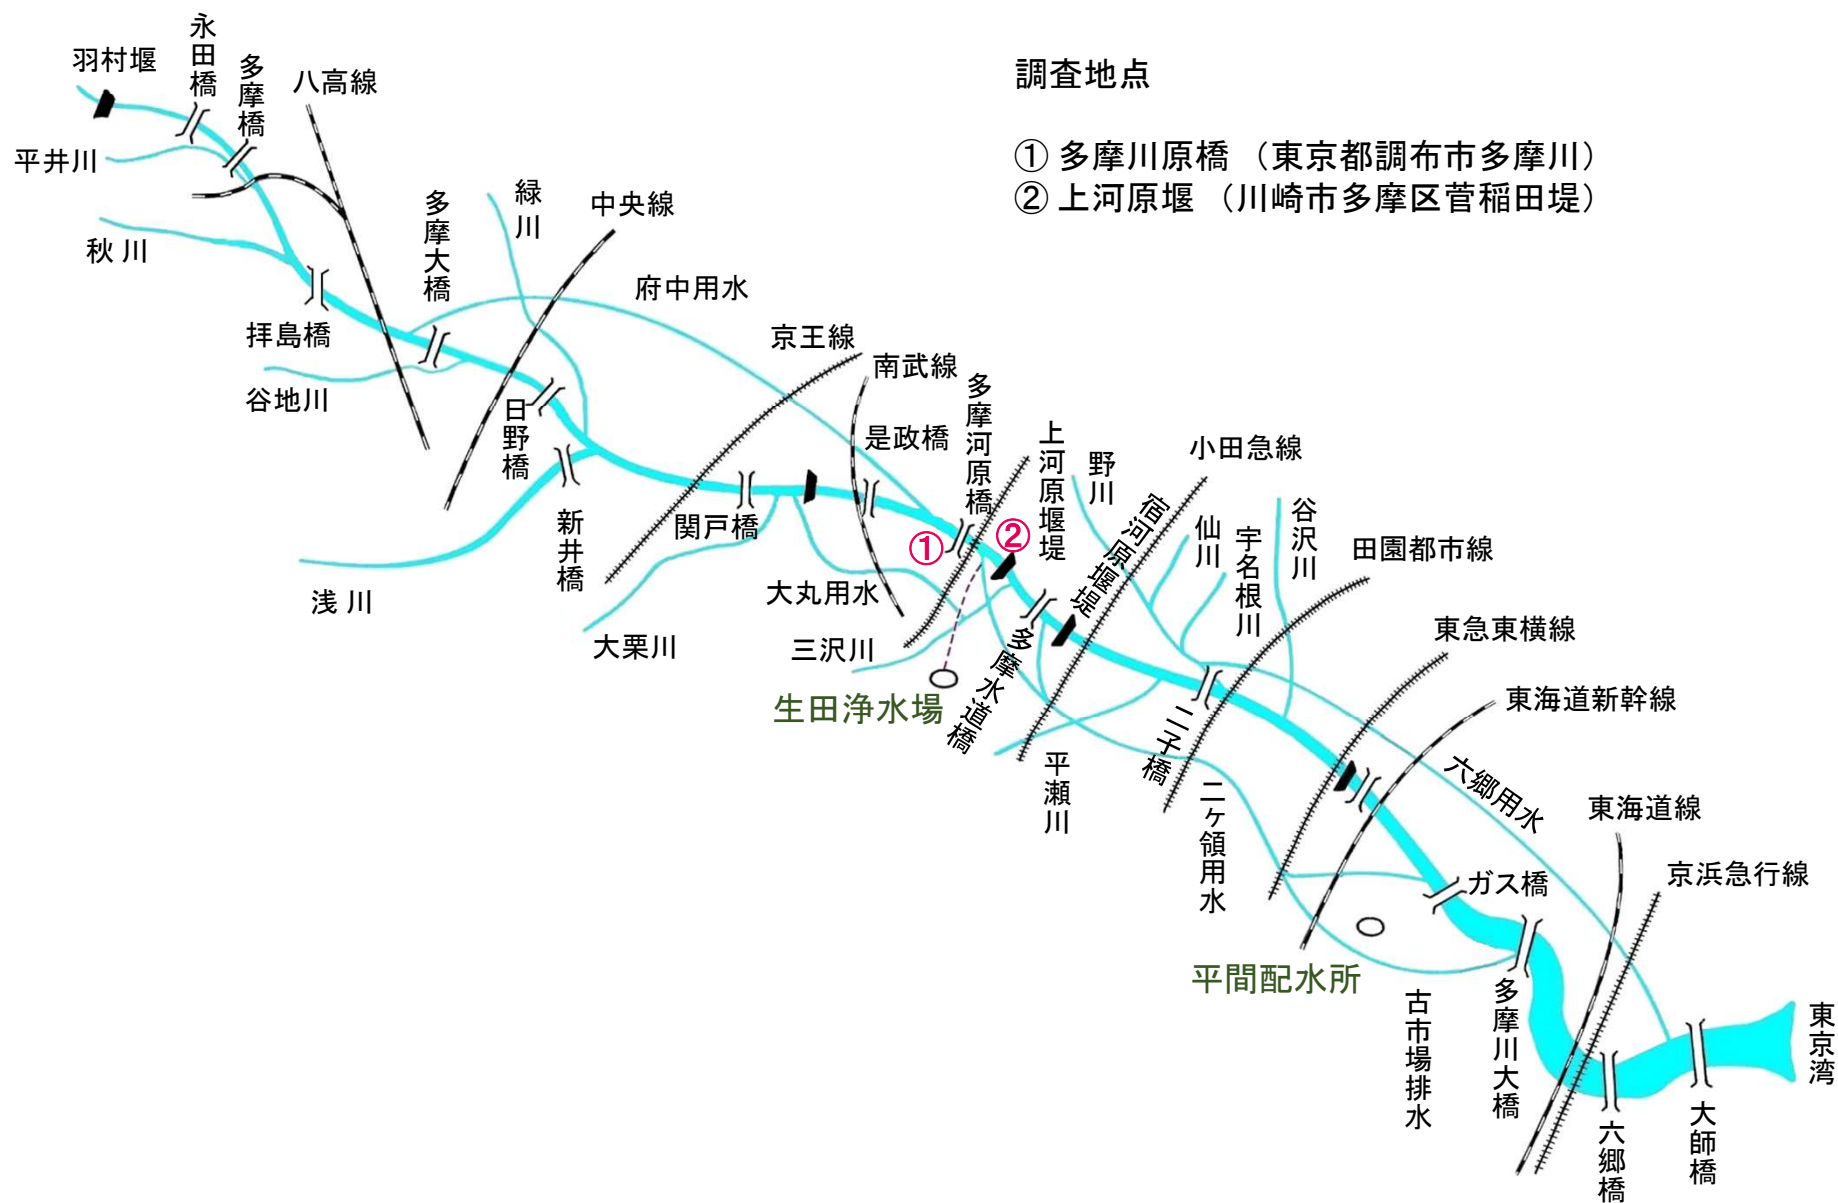 調査地点
① 多摩川原橋 （東京都調布市多摩川）
② 上河原堰 （川崎市多摩区菅稲田堤）
羽村堰
永田橋
多摩橋
八高線
平井川
秋川
拝島橋
多摩大橋
緑川
中央線
府中用水
谷地川
日野橋
京王線
南武線
是政橋
多摩河原橋
上河原堰堤
野川
小田急線
宿河原堰堤
仙川
宇名根川
谷沢川
田園都市線
浅川
新井橋
関戸橋
①
②
大丸用水
大栗川
三沢川
生田浄水場
多摩水道橋
平瀬川
二子橋
二ケ領用水
東急東横線
東海道新幹線
六郷用水
東海道線
京浜急行線
ガス橋
平間配水所
古市場排水
多摩川大橋
六郷橋
大師橋
東京湾